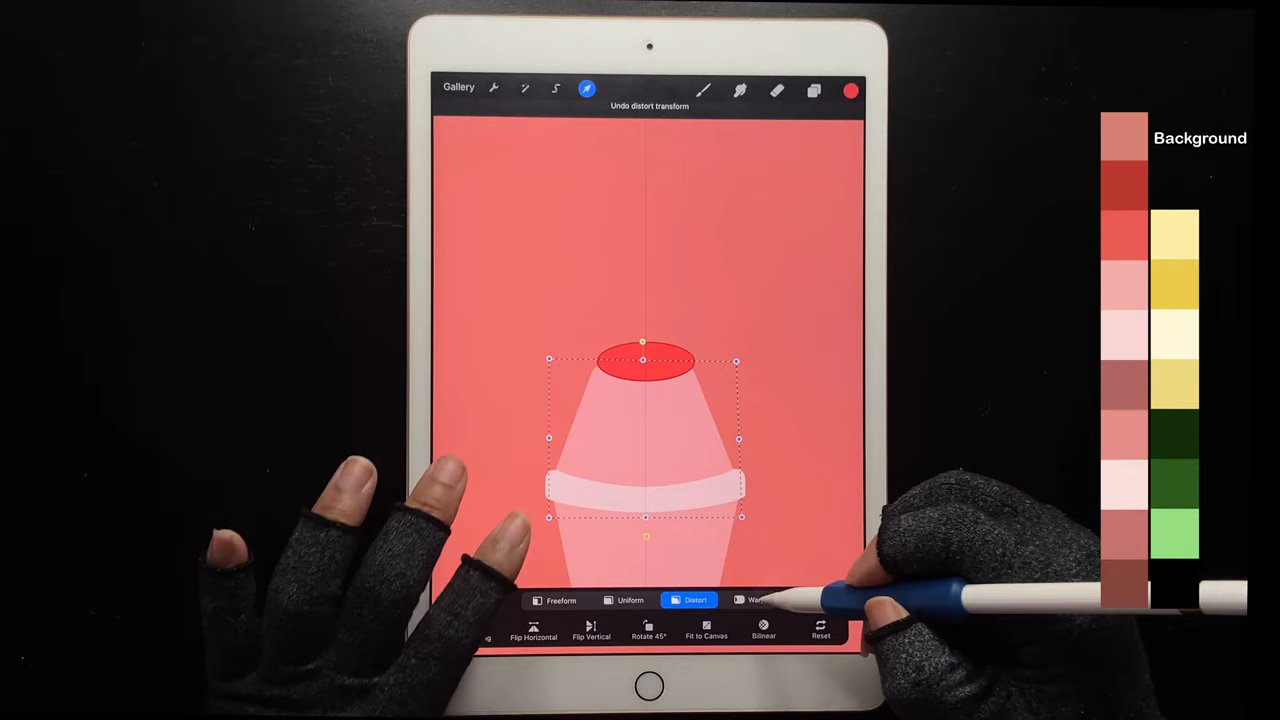 Gallery
Undo distort transform
Background
Freeform
Uniform
Distort
Flip Horizontal
Flip Vertical
Rotate 45°
Fit to Canvas
Bilinear
Reset